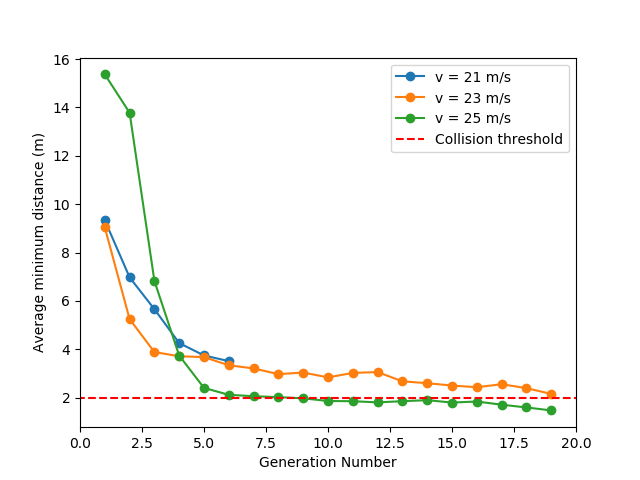 16
14
12
10
8
6
4
2
Average minimum distance (m)
v = 21 m/s
v = 23 m/s
v = 25 m/s
Collision threshold
0.0 2.5 5.0 7.5 10.0 12.5 15.0 17.5 20.0
Generation Number